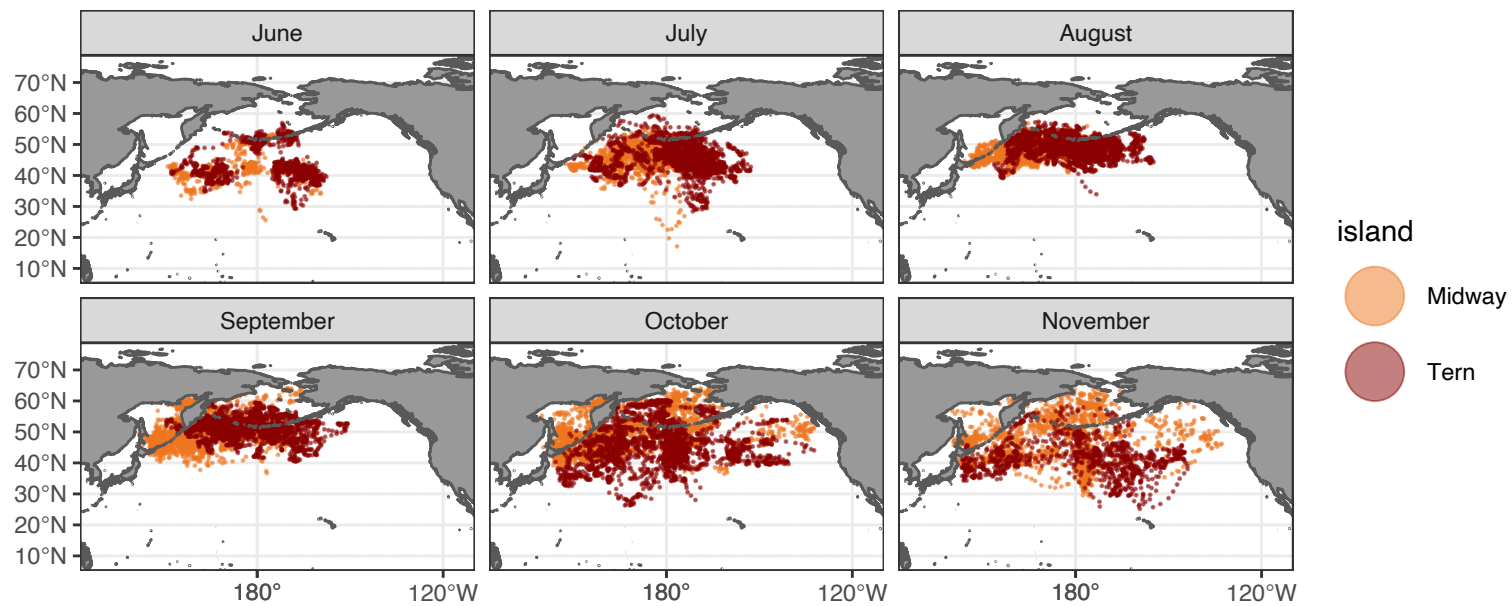 June July August
70°N
60°N
50°N
40°N
30°N
20°N
10°N
September October November
70°N
60°N
50°N
40°N
30°N
20°N
10°N
180° 120°W 180° 120°W 180° 120°W
island
Midway
Tern